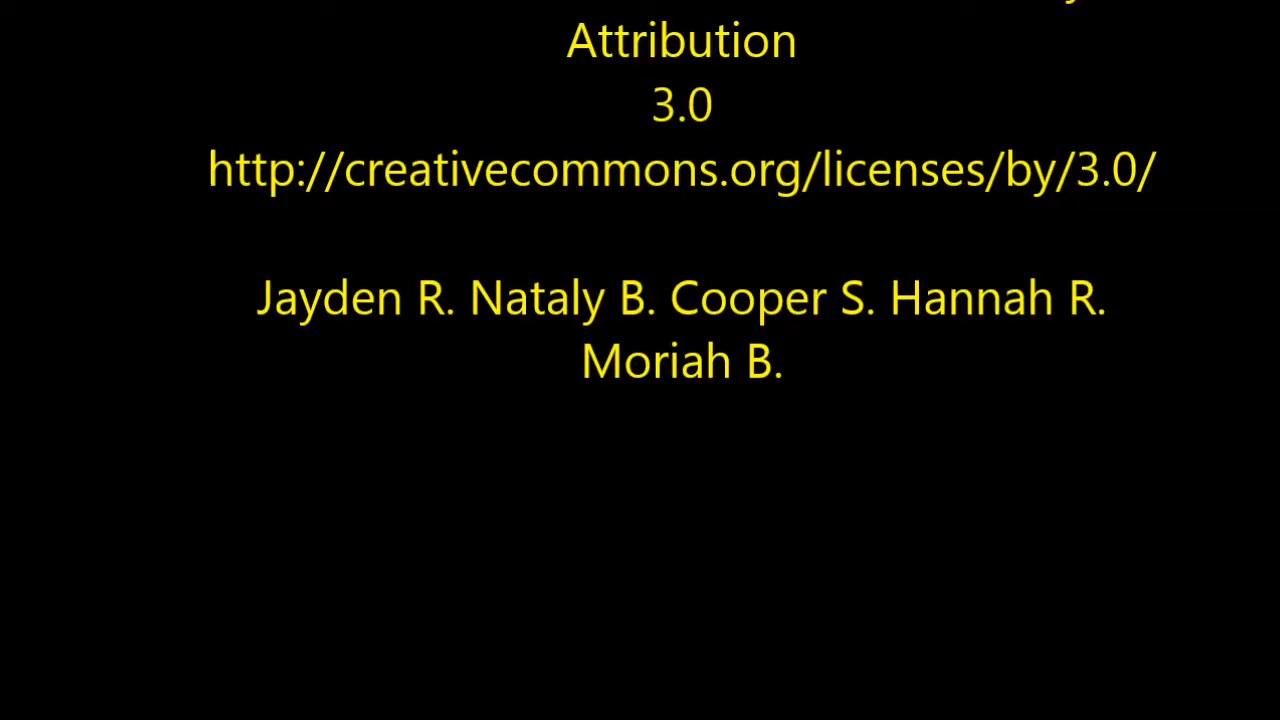 Attribution
3.0
http://creativecommons.org/licenses/by/3.0/
Jayden R. Nataly B. Cooper S. Hannah R.
Moriah B.